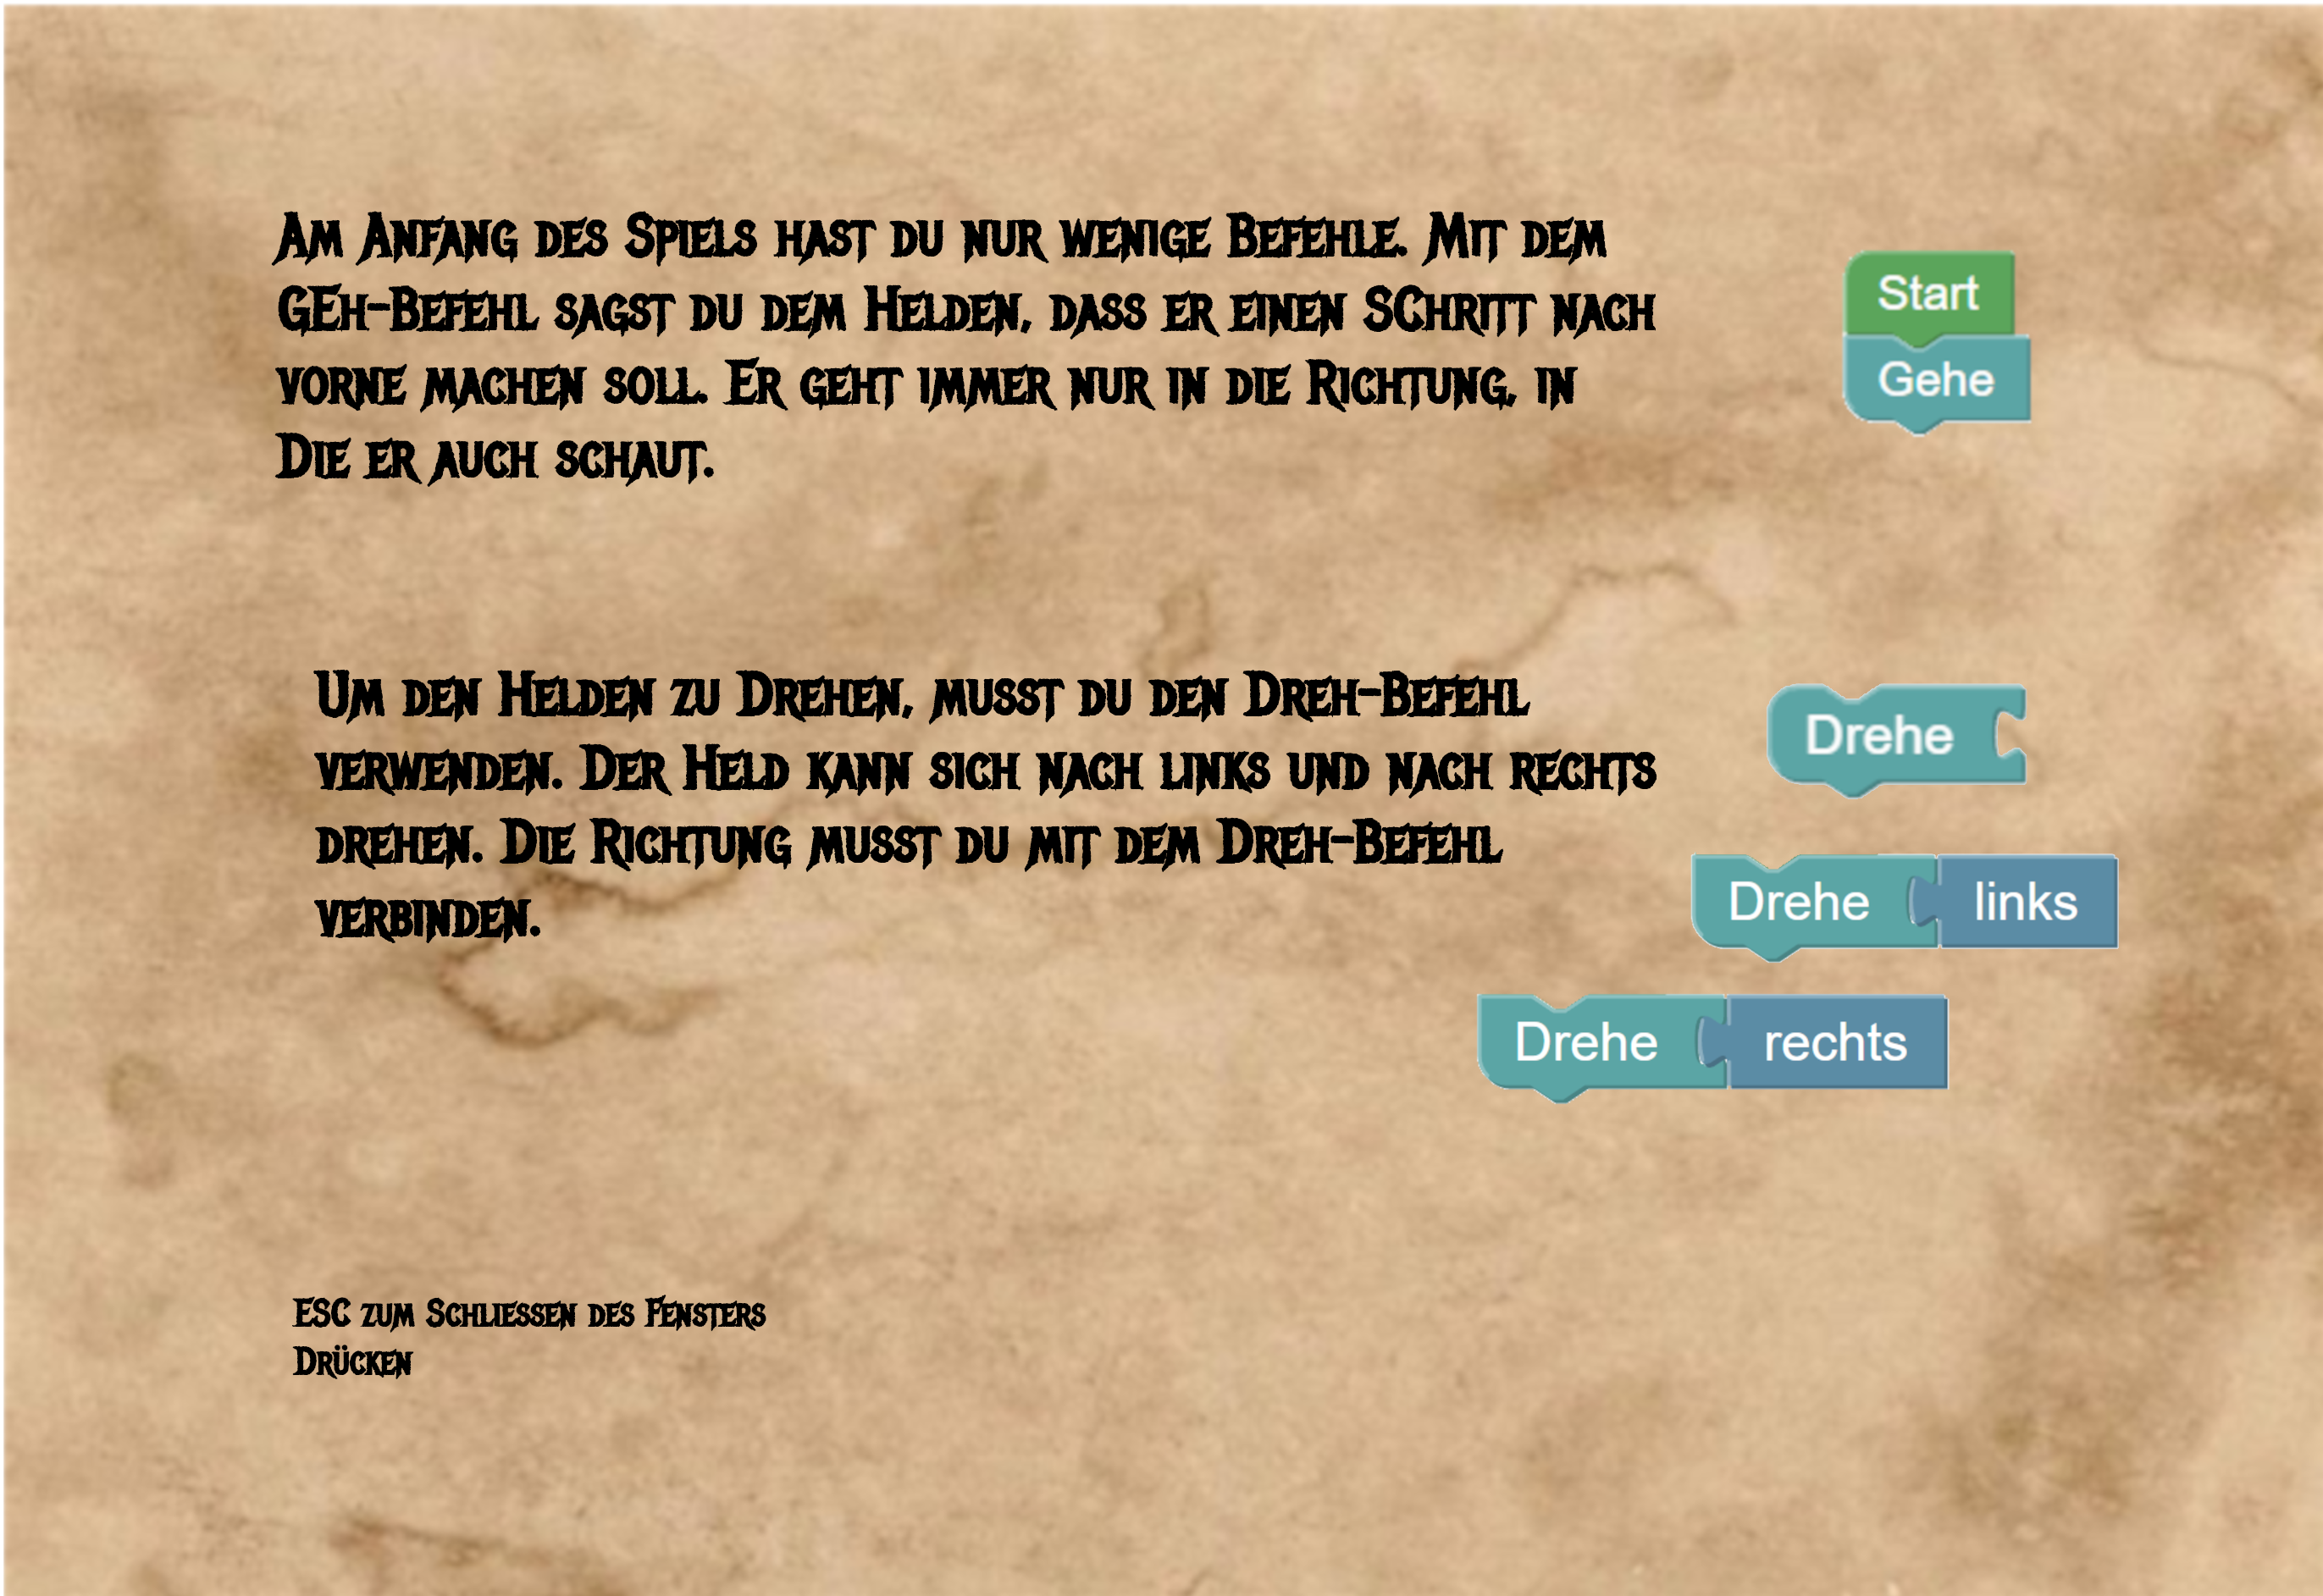 Am Anfang des Spiels hast du nur wenige Befehle. Mit dem
GEh-Befehl sagst du dem Helden, dass er einen SChritt nach
vorne machen soll. Er geht immer nur in die Richtung, in
Die er auch schaut.
Start
Gehe
Um den Helden zu Drehen, musst du den Dreh-Befehl
verwenden. Der Held kann sich nach links und nach rechts
drehen. Die Richtung musst du mit dem Dreh-Befehl
verbinden.
Drehe
Drehe links
Drehe rechts
ESC zum Schliessen des Fensters
Drücken